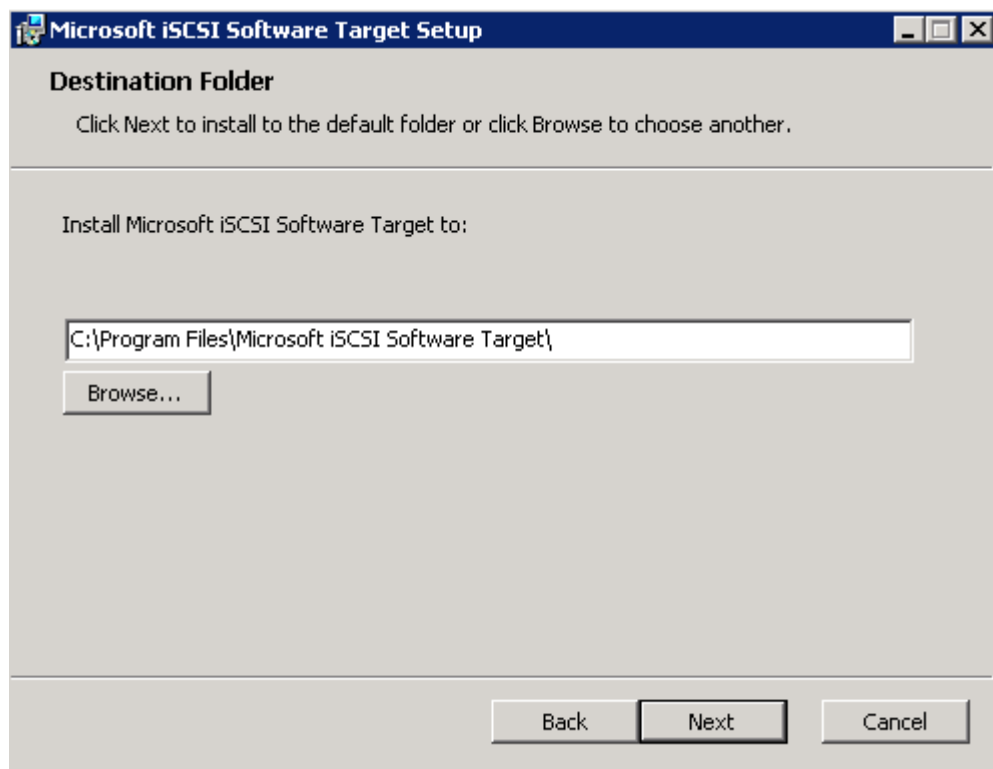 Microsoft iSCSI Software Target Setup
Destination Folder
Click Next to install to the default folder or click Browse to choose another.
Install Microsoft iSCSI Software Target to:
C:\Program Files\Microsoft iSCSI Software Target\
Browse...
Back Next Cancel